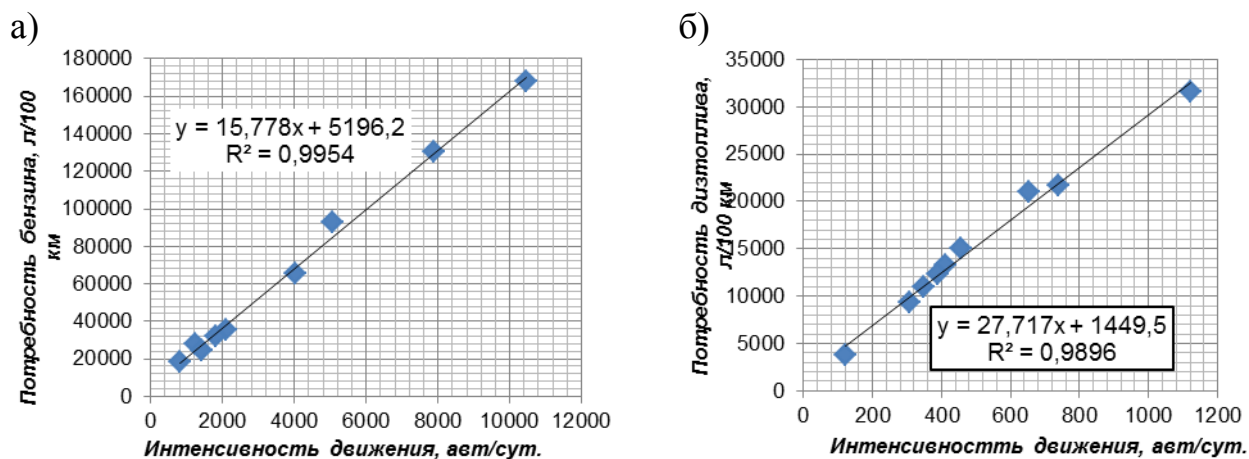 а)
180000
160000
140000
120000
100000
80000
60000
40000
20000
0
0 2000 4000 6000 8000 10000 12000
Потребность бензина, л/100
км
y = 15,778x + 5196,2
R² = 0,9954
Интенсивность движения, авт/сут.
б)
35000
30000
25000
20000
15000
10000
5000
0
0 200 400 600 800 1000 1200
Потребность дизтоплива,
л/100 км
y = 27,717x + 1449,5
R² = 0,9896
Интенсивностть движения, авт/сут.